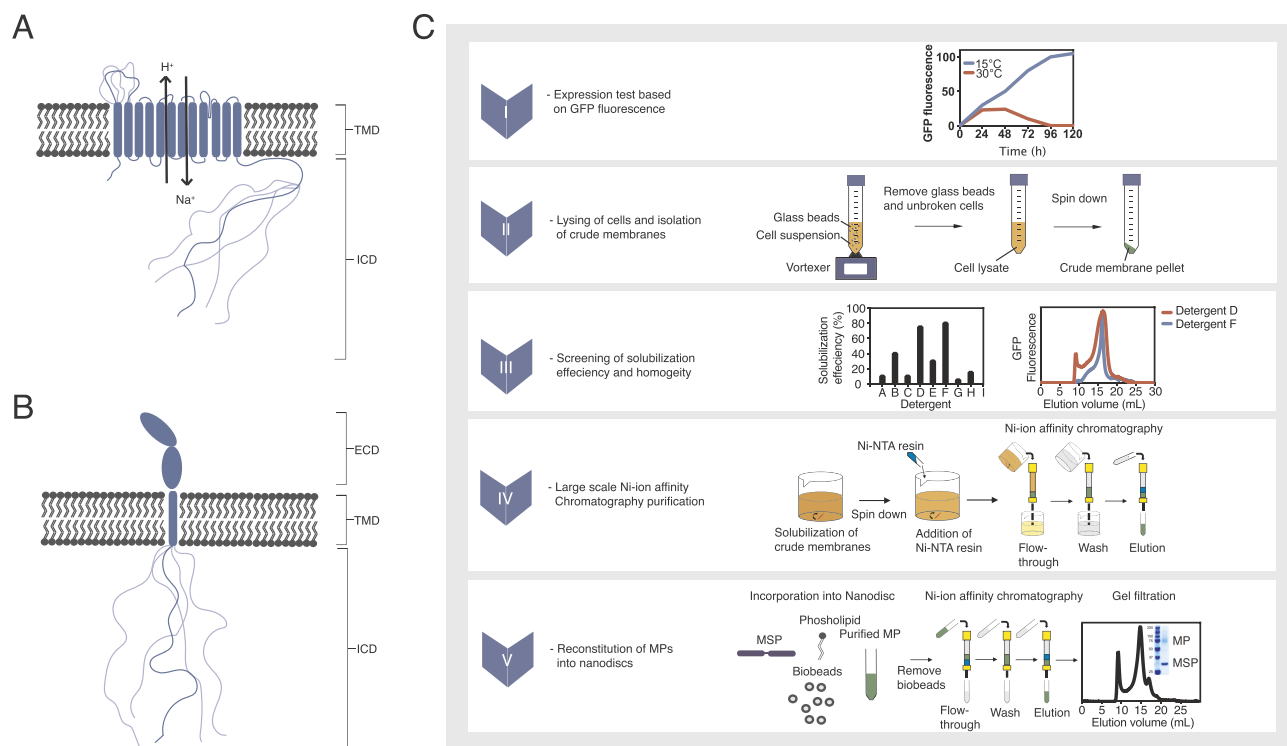 A
H⁺
TMD
Na⁺
ICD
B
ECD
TMD
ICD
C
I
- Expression test based
on GFP fluorescence
GFP fluorescence
100
50
0
15°C
30°C
0 24 48 72 96 120
Time (h)
II
- Lysing of cells and isolation
of crude membranes
Glass beads
Cell suspension
Vortexer
Remove glass beads
and unbroken cells
Cell lysate
Spin down
Crude membrane pellet
III
- Screening of solubilization
effeciency and homogeity
Solubilization
effeciency (%)
100
80
60
40
20
0
A B C D E F G H I
Detergent
GFP
Fluorescence
0 5 10 15 20 25 30
Elution volume (mL)
Detergent D
Detergent F
IV
- Large scale Ni-ion affinity
Chromatography purification
Solubilization of
crude membranes
Spin down
Ni-NTA resin
Addition of
Ni-NTA resin
Ni-ion affinity chromatography
Flow-
through
Wash
Elution
V
- Reconstitution of MPs
into nanodiscs
Incorporation into Nanodisc
MSP
Phosholipid
Purified MP
Biobeads
Remove
biobeads
Ni-ion affinity chromatography
Flow-
through
Wash
Elution
Gel filtration
MP
MSP
0 5 10 15 20 25
Elution volume (mL)